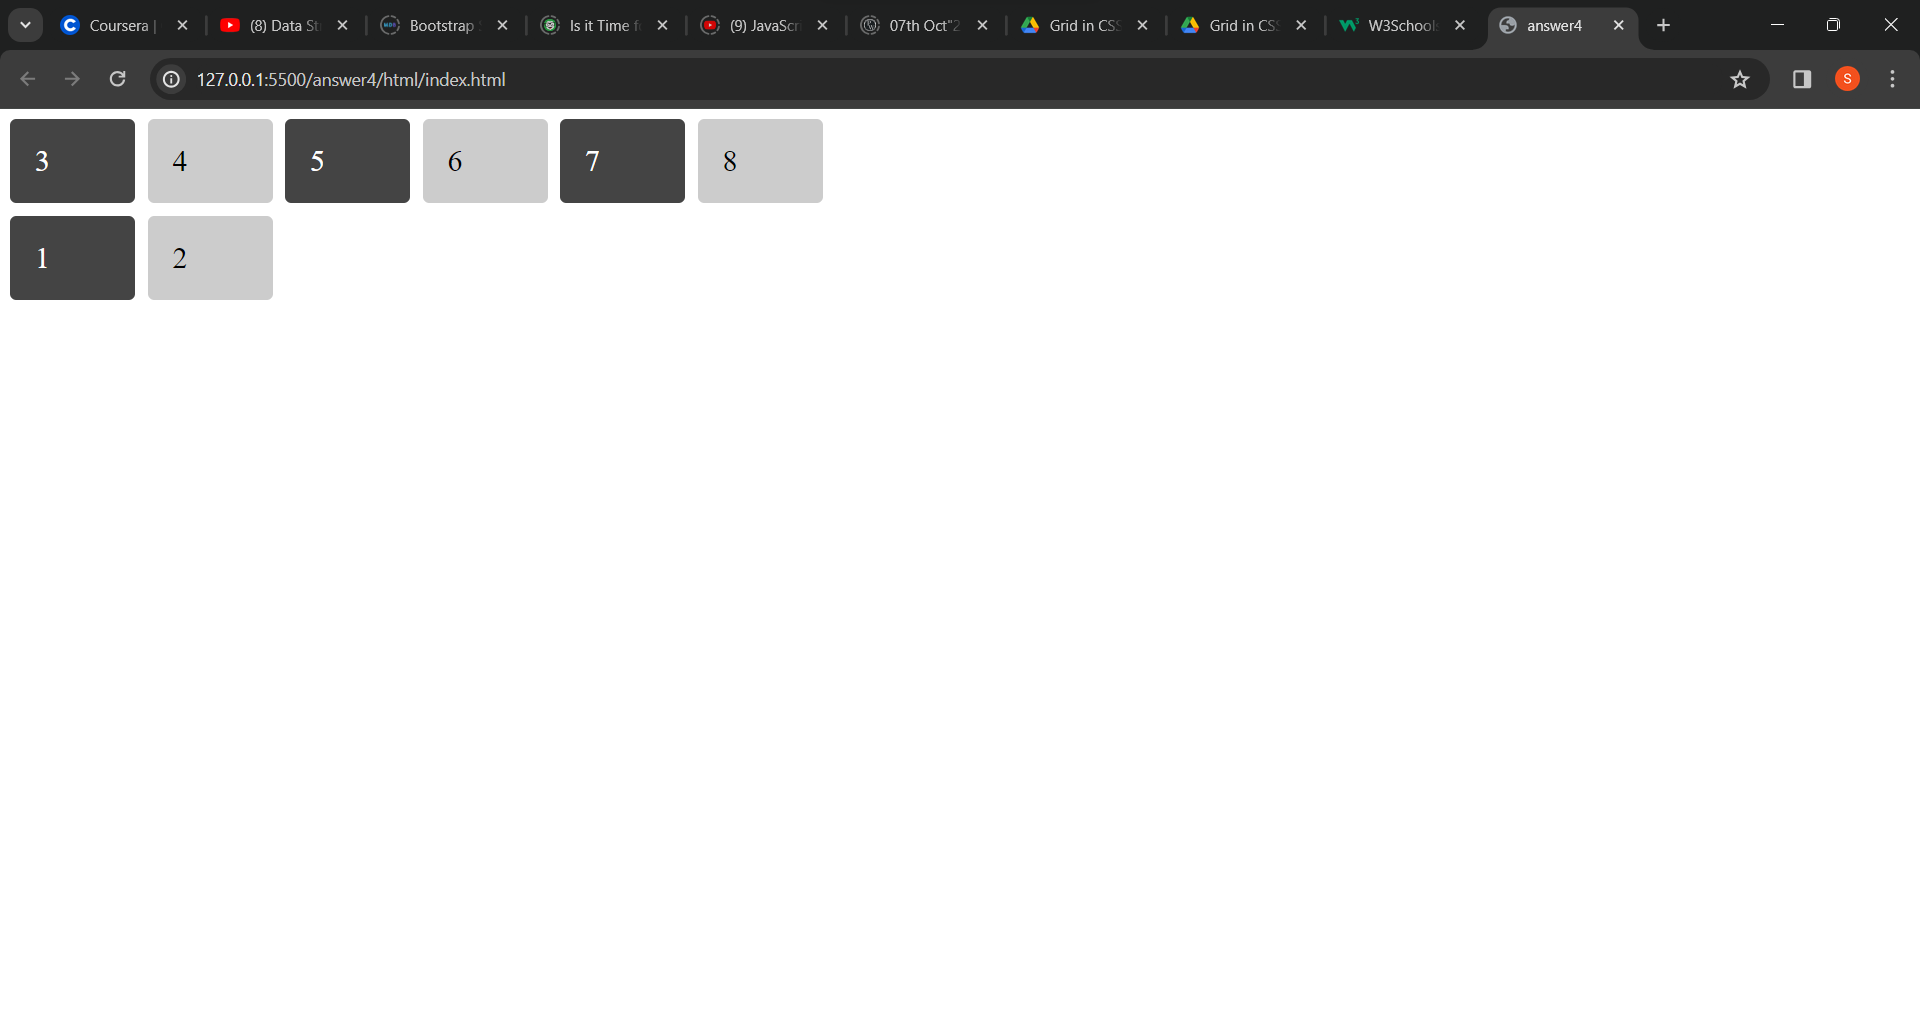 Coursera | (8) Data St Bootstrap Is it Time f (9) JavaScri 07th Oct"2 Grid in CSS Grid in CSS W3School answer4
127.0.0.1:5500/answer4/html/index.html S
3 4 5 6 7 8
1 2